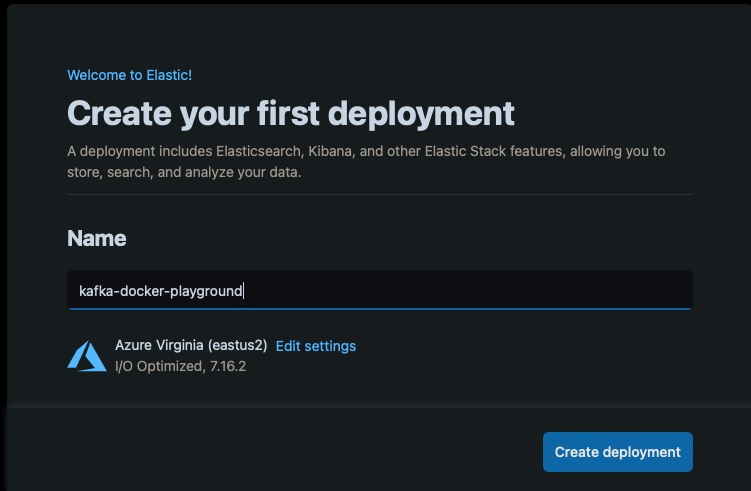 Welcome to Elastic!
Create your first deployment
A deployment includes Elasticsearch, Kibana, and other Elastic Stack features, allowing you to
store, search, and analyze your data.
Name
kafka-docker-playground
Azure Virginia (eastus2) Edit settings
I/O Optimized, 7.16.2
Create deployment